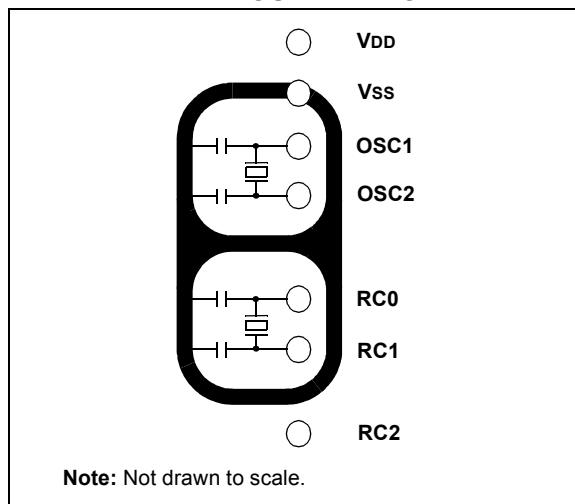 VDD
VSS
OSC1
OSC2
RC0
RC1
RC2
Note: Not drawn to scale.